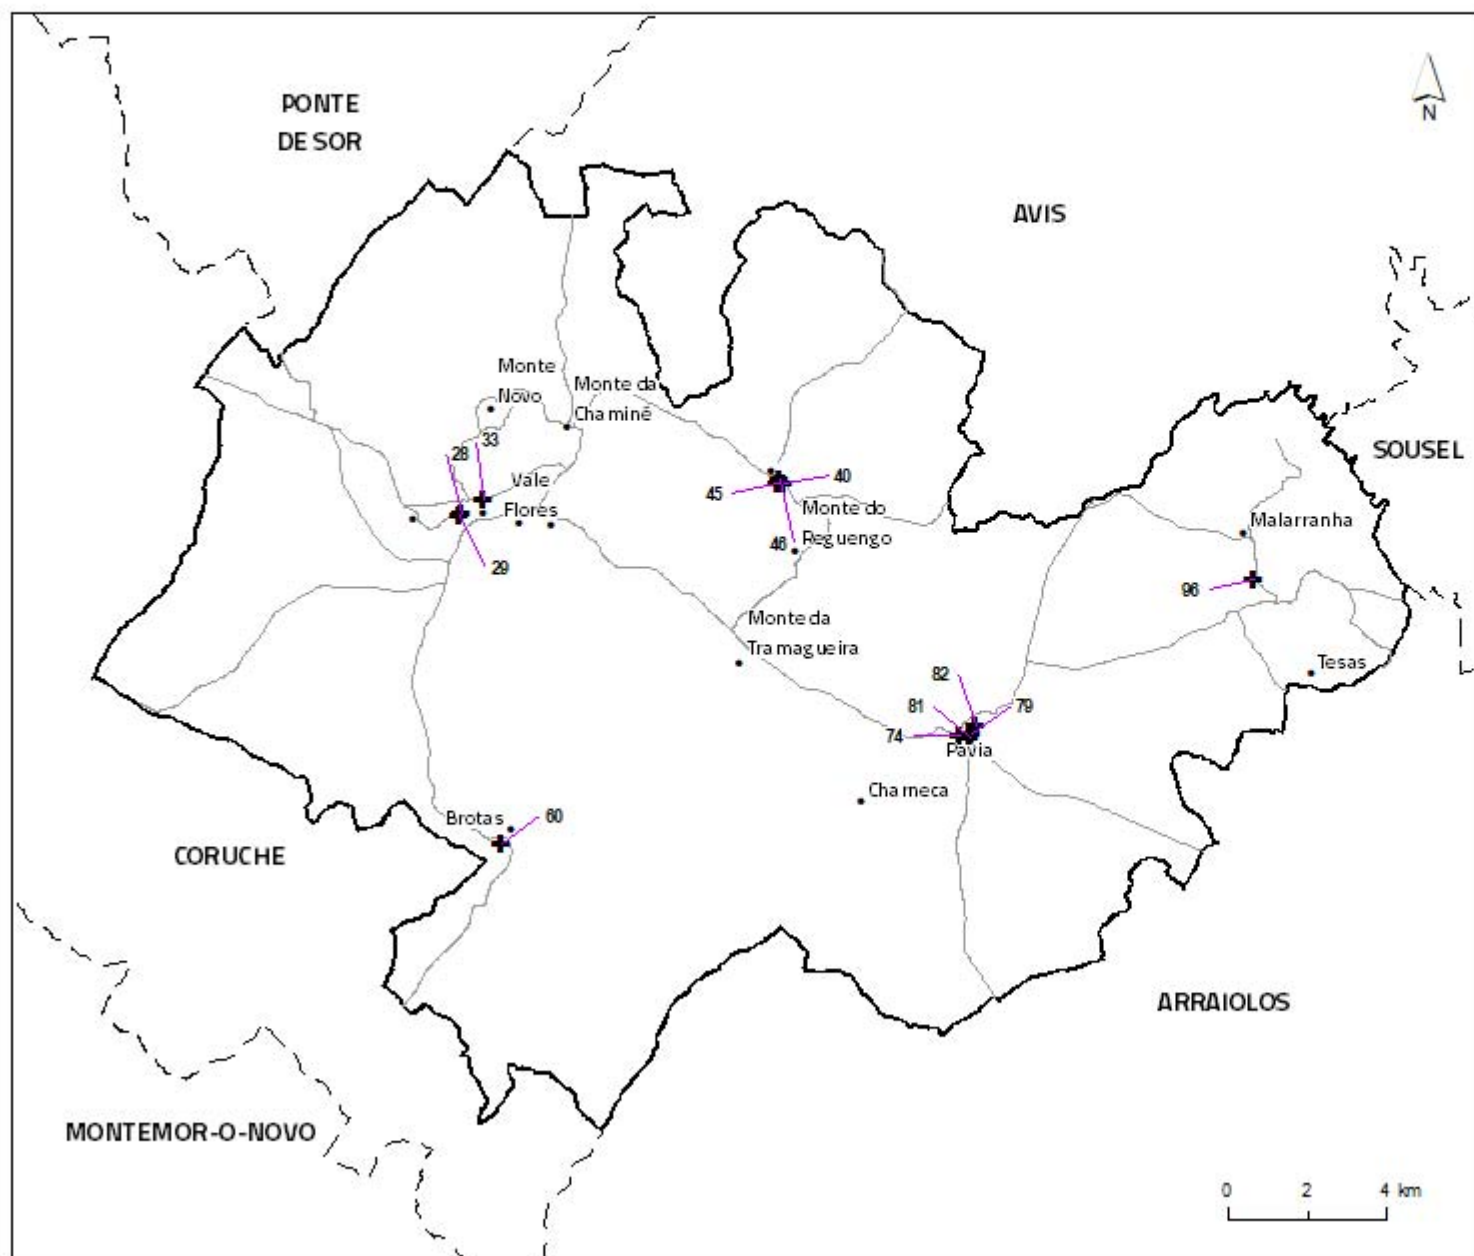 PONTE
DE SOR
N
AVIS
Monte
Novo
Monte da
Chaminé
SOUSEL
28
33
Vale
Flores
45
40
Monte do
Reguengo
46
Malarranha
29
96
Monte da
Tramagueira
Tesas
82
81
79
74
Pavia
Charneca
Brotas
60
CORUCHE
ARRAIOLOS
MONTEMOR-O-NOVO
0 2 4 km